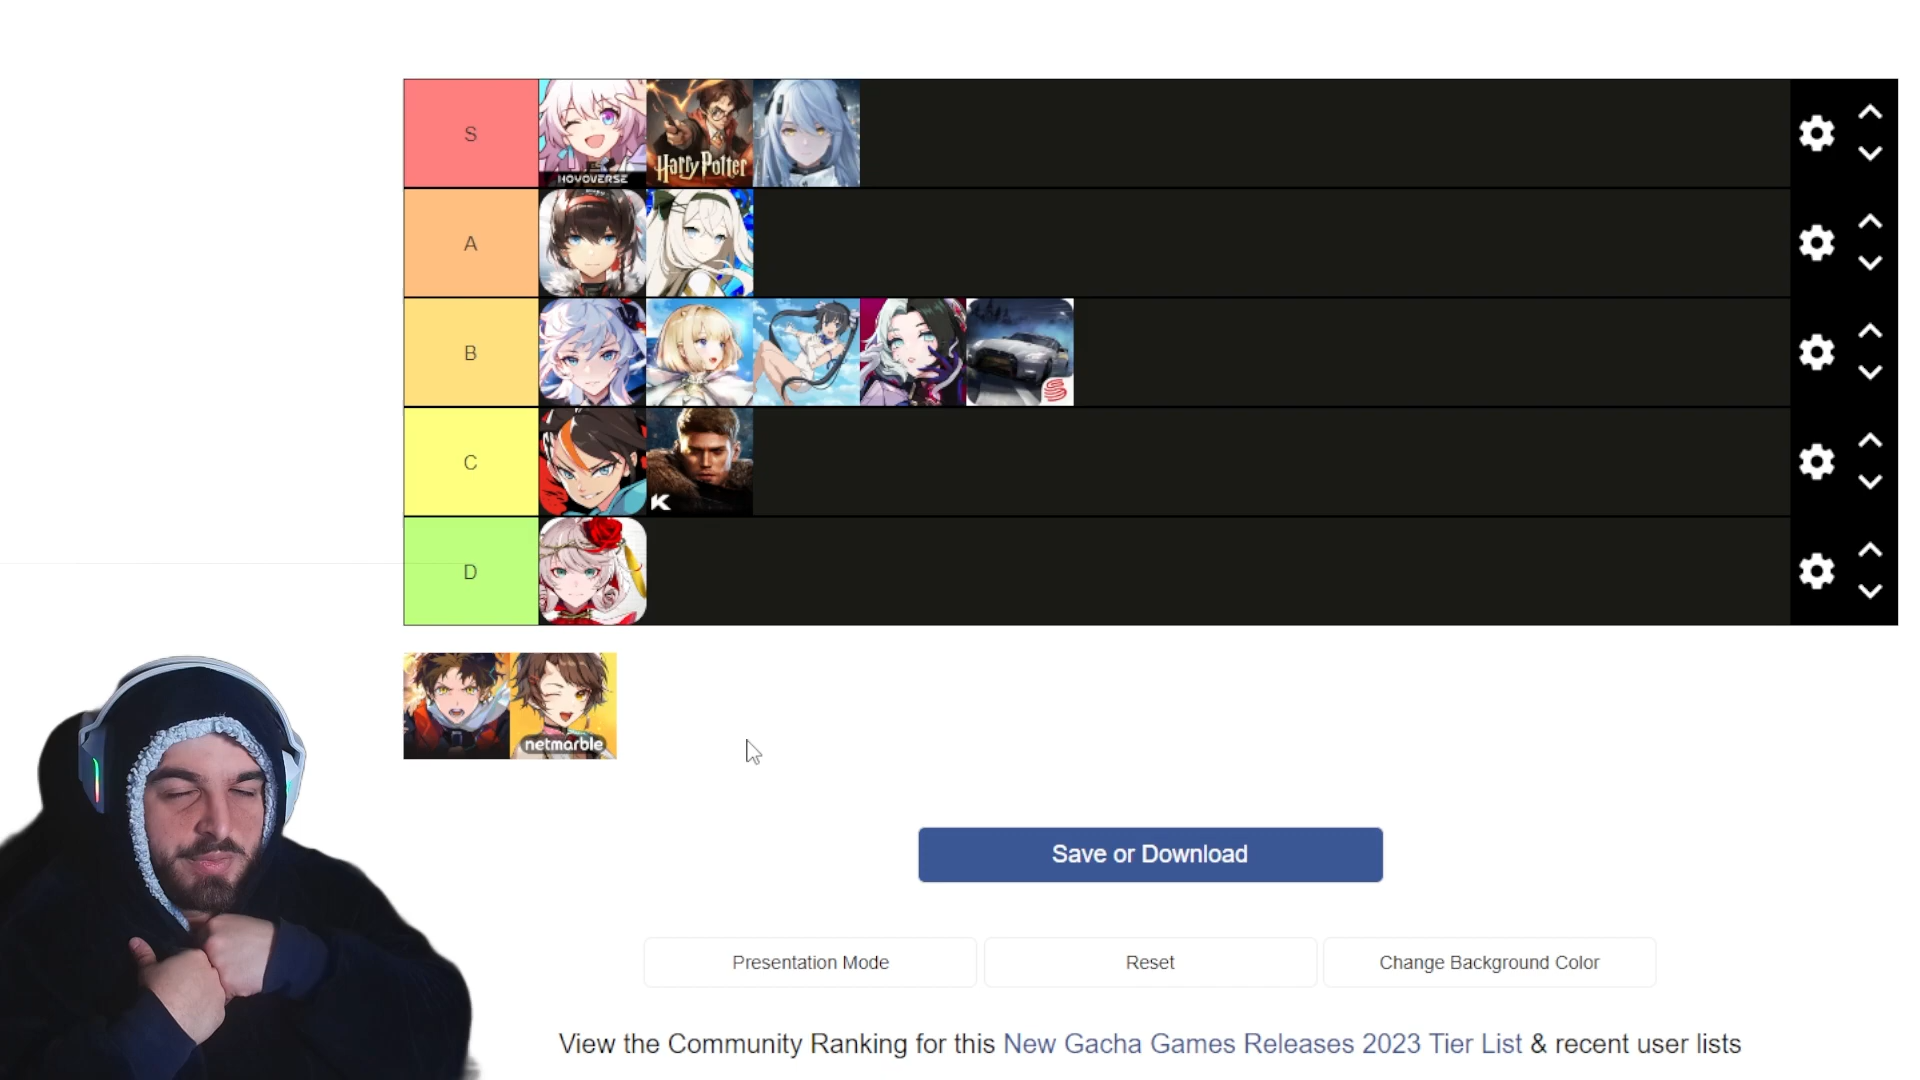 S
HOYOVERSE
Harry Potter
A
B
C
K
D
netmarble
Save or Download
Presentation Mode
Reset
Change Background Color
View the Community Ranking for this New Gacha Games Releases 2023 Tier List & recent user lists